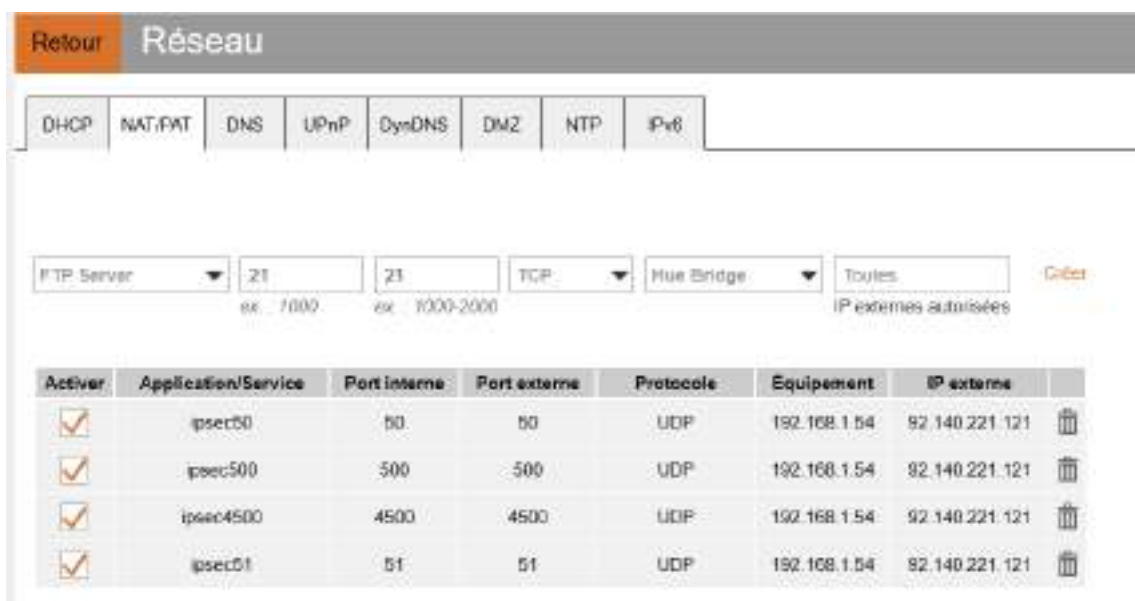 Retour Réseau
DHCP NAT/PAT DNS UPnP DynDNS DMZ NTP IPv6
FTP Server 21 21 TCP Hue Bridge Toutes Créer
ex. : 1000 ex. : 1000-2000 IP externes autorisées
Activer Application/Service Port interne Port externe Protocole Équipement IP externe
ipsec50 50 50 UDP 192.168.1.54 92.140.221.121
ipsec500 500 500 UDP 192.168.1.54 92.140.221.121
ipsec4500 4500 4500 UDP 192.168.1.54 92.140.221.121
ipsec51 51 51 UDP 192.168.1.54 92.140.221.121